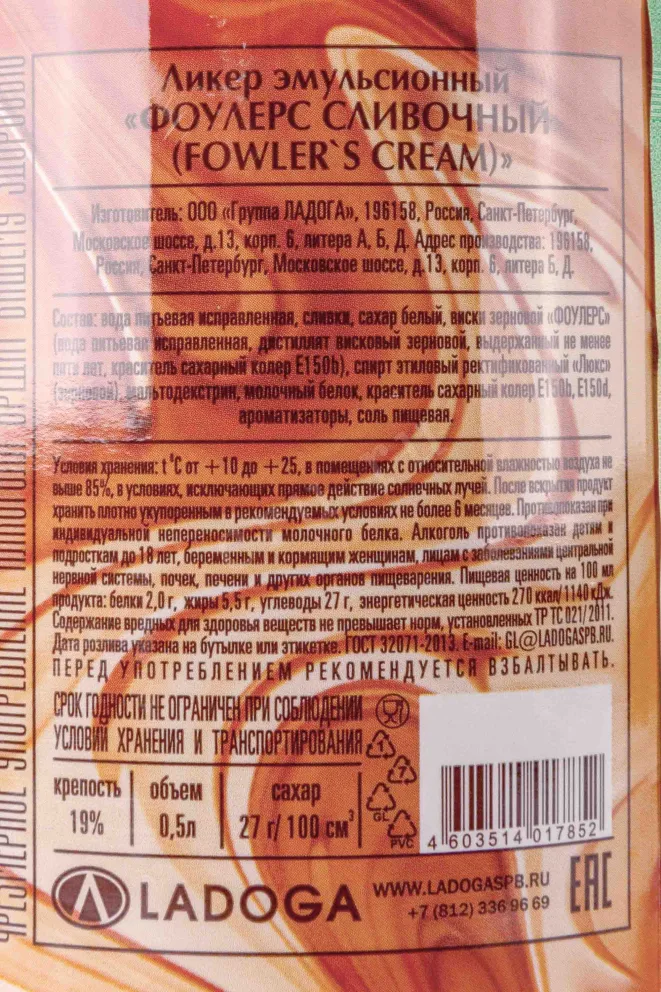 Ликер эмульсионный
«ФОУЛЕРС СЛИВОЧНЫЙ
(FOWLER`S CREAM)»
Изготовитель: ООО «Группа ЛАДОГА», 196158, Россия, Санкт-Петербург,
Московское шоссе, д.13, корп. 6, литера А, Б, Д. Адрес производства: 196158,
Россия, Санкт-Петербург, Московское шоссе, д.13, корп. 6, литера Б, Д.
Состав: вода питьевая исправленная, сливки, сахар белый, виски зерновой «ФОУЛЕРС»
(вода питьевая исправленная, дистиллят висковый зерновой, выдержанный не менее
пяти лет, краситель сахарный колер Е150b), спирт этиловый ректификованный «Люкс»
(зерновой), мальтодекстрин, молочный белок, краситель сахарный колер Е150b, Е150d,
ароматизаторы, соль пищевая.
Условия хранения: t°С от +10 до +25, в помещениях с относительной влажностью воздуха не
выше 85%, в условиях, исключающих прямое действие солнечных лучей. После вскрытия продукт
хранить плотно укупоренным в рекомендуемых условиях не более 6 месяцев. Противопоказан при
индивидуальной непереносимости молочного белка. Алкоголь противопоказан детям и
подросткам до 18 лет, беременным и кормящим женщинам, лицам с заболеваниями центральной
нервной системы, почек, печени и других органов пищеварения. Пищевая ценность на 100 мл
продукта: белки 2,0 г, жиры 5,5 г, углеводы 27 г, энергетическая ценность 270 ккал/1140 кДж.
Содержание вредных для здоровья веществ не превышает норм, установленных ТР ТС 021/2011.
Дата розлива указана на бутылке или этикетке. ГОСТ 32071-2013. E-mail: GL@LADOGASPB.RU.
ПЕРЕД УПОТРЕБЛЕНИЕМ РЕКОМЕНДУЕТСЯ ВЗБАЛТЫВАТЬ.
СРОК ГОДНОСТИ НЕ ОГРАНИЧЕН ПРИ СОБЛЮДЕНИИ
УСЛОВИЙ ХРАНЕНИЯ И ТРАНСПОРТИРОВАНИЯ
1
7
GL
PVC
крепость объем сахар
19% 0,5л 27 г/ 100 см³
4 603514 017852
LADOGA
WWW.LADOGASPB.RU
+7 (812) 336 96 69
EAC
ЧРЕЗМЕРНОЕ УПОТРЕБЛЕНИЕ АЛКОГОЛЯ ВРЕДИТ ВАШЕМУ ЗДОРОВЬЮ